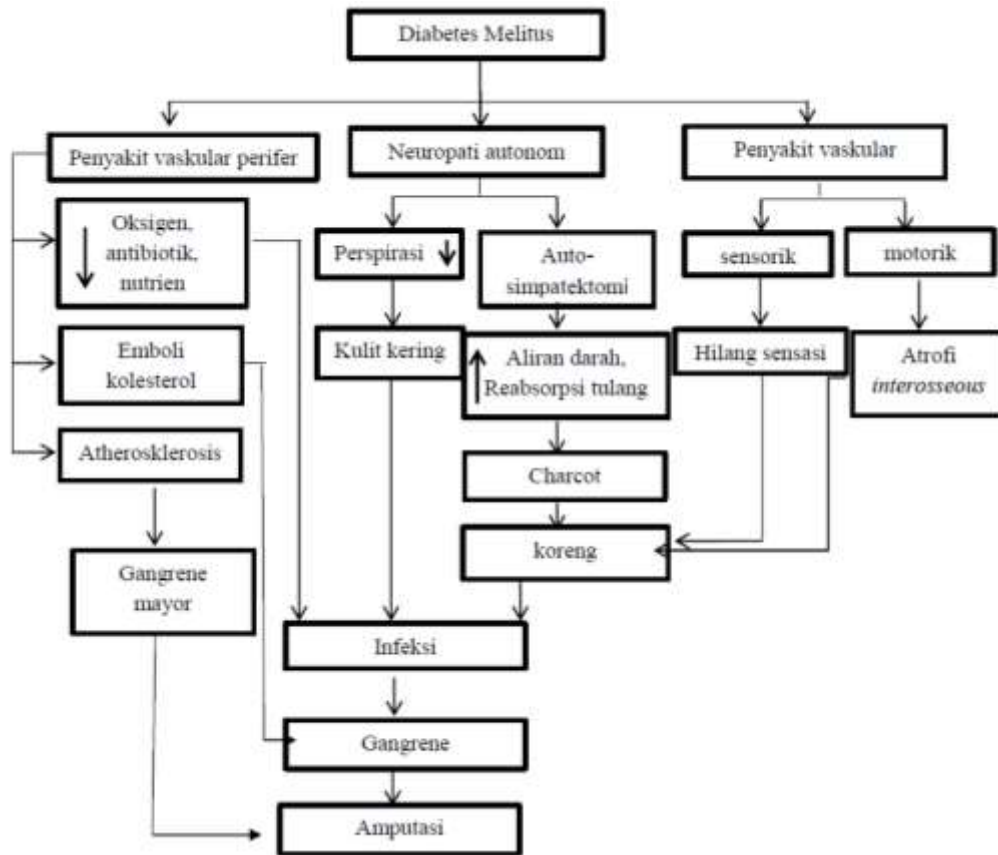 Diabetes Melitus
Penyakit vaskular perifer
Neuropati autonom
Penyakit vaskular
Oksigen,
antibiotik,
nutrien
Perspirasi
Auto-
simpatektomi
sensorik
motorik
Emboli
kolesterol
Kulit kering
Aliran darah,
Reabsorpsi tulang
Hilang sensasi
Atrofi
interosseous
Atherosklerosis
Charcot
koreng
Gangrene
mayor
Infeksi
Gangrene
Amputasi